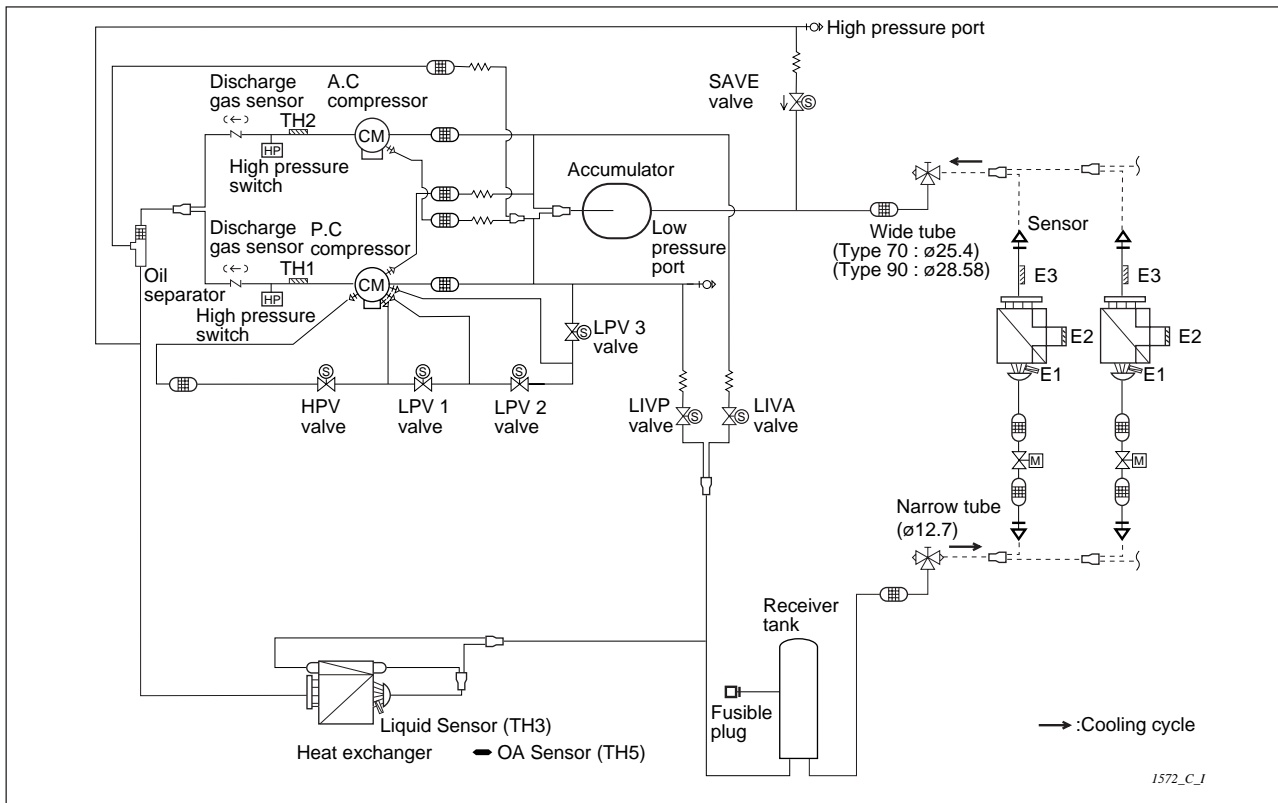 High pressure port
Discharge
gas sensor
A.C
compressor
SAVE
valve
TH2
CM
S
HP
High pressure
switch
Accumulator
Discharge
gas sensor
P.C
compressor
Low
pressure
port
Wide tube
(Type 70 : ø25.4)
(Type 90 : ø28.58)
Sensor
TH1
CM
Oil
separator
HP
High pressure
switch
E3
E3
S
LPV 3
valve
E2
E2
E1
E1
S
S
S
HPV
valve
LPV 1
valve
LPV 2
valve
LIVP
valve
S
LIVA
valve
S
M
M
Narrow tube
(ø12.7)
Receiver
tank
Fusible
plug
Liquid Sensor (TH3)
Heat exchanger
OA Sensor (TH5)
:Cooling cycle
1572_C_I